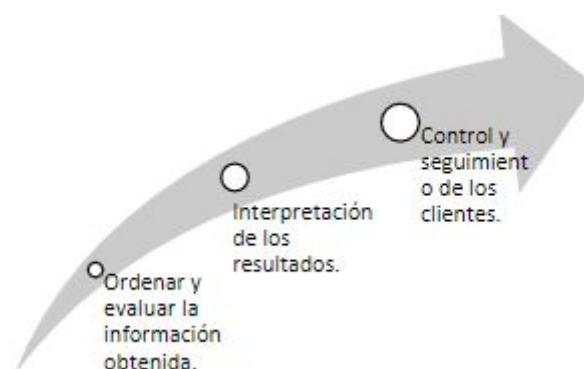 Ordenar y
evaluar la
información
obtenida.
Interpretación
de los
resultados.
Control y
seguimient
o de los
clientes.